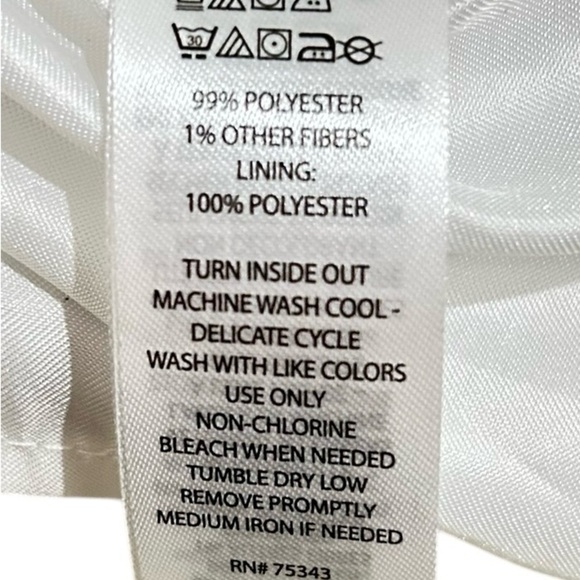 30
99% POLYESTER
1% OTHER FIBERS
LINING:
100% POLYESTER
TURN INSIDE OUT
MACHINE WASH COOL -
DELICATE CYCLE
WASH WITH LIKE COLORS
USE ONLY
NON-CHLORINE
BLEACH WHEN NEEDED
TUMBLE DRY LOW
REMOVE PROMPTLY
MEDIUM IRON IF NEEDED
RN# 75343